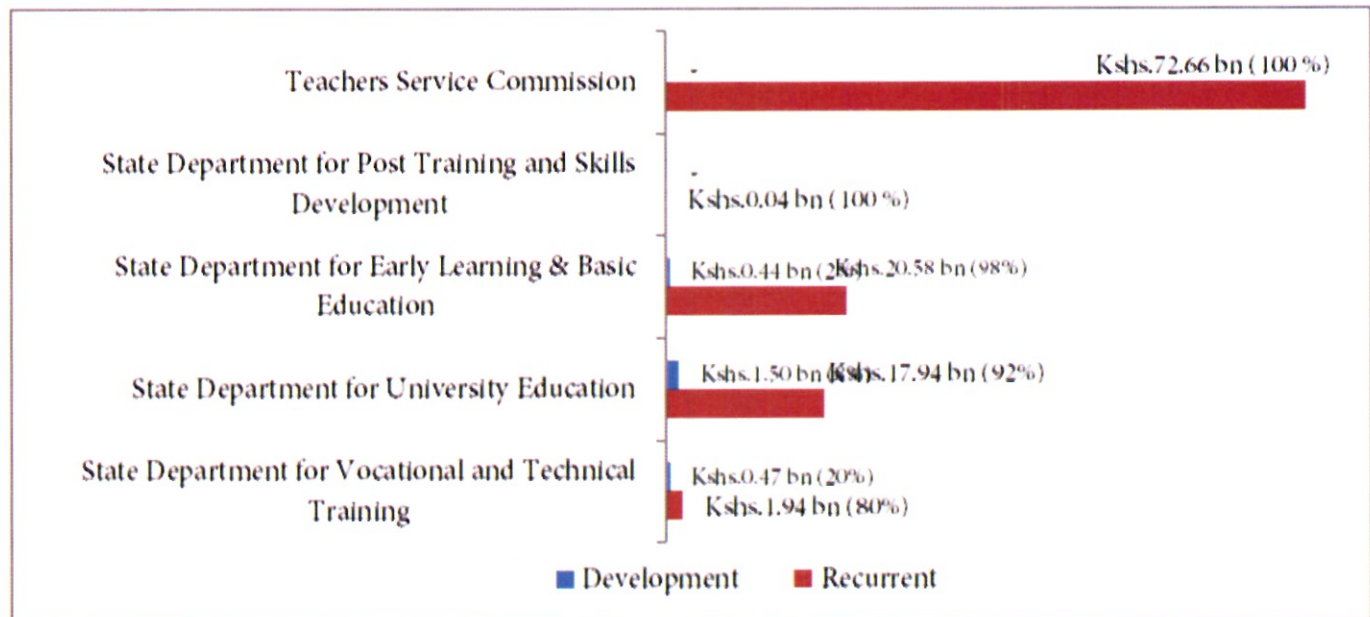 Teachers Service Commission
-
Kshs.72.66 bn (100 %)
State Department for Post Training and Skills
Development
-
Kshs.0.04 bn (100 %)
State Department for Early Learning & Basic
Education
Kshs.0.44 bn (2%)
Kshs.20.58 bn (98%)
State Department for University Education
Kshs.1.50 bn
Kshs.17.94 bn (92%)
State Department for Vocational and Technical
Training
Kshs.0.47 bn (20%)
Kshs.1.94 bn (80%)
Development
Recurrent